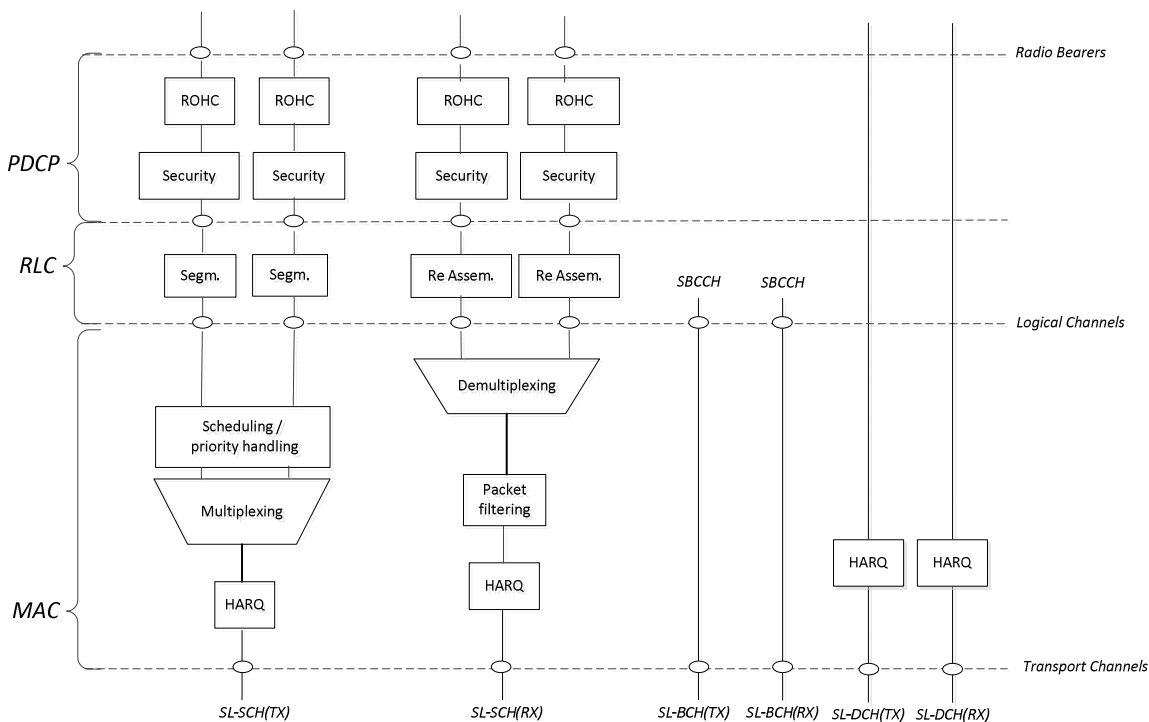 Radio Bearers
ROHC
ROHC
ROHC
ROHC
PDCP
Security
Security
Security
Security
RLC
Segm.
Segm.
Re Assem.
Re Assem.
SBCCH
SBCCH
Logical Channels
Demultiplexing
Scheduling /
priority handling
Packet
filtering
Multiplexing
HARQ
HARQ
HARQ
HARQ
MAC
Transport Channels
SL-SCH(TX)
SL-SCH(RX)
SL-BCH(TX)
SL-BCH(RX)
SL-DCH(TX)
SL-DCH(RX)